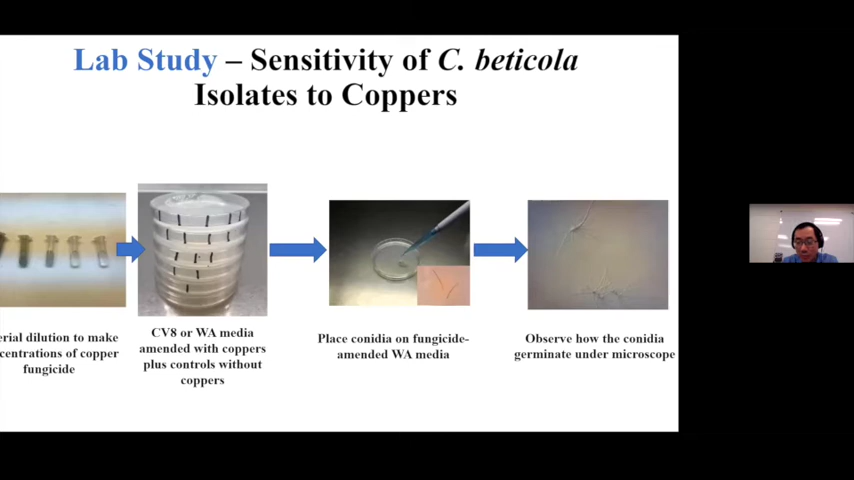 Lab Study – Sensitivity of C. beticola
Isolates to Coppers
dilution to make
of copper
fungicide
CV8 or WA media
amended with coppers
plus controls without
coppers
Place conidia on fungicide-
amended WA media
Observe how the conidia
germinate under microscope